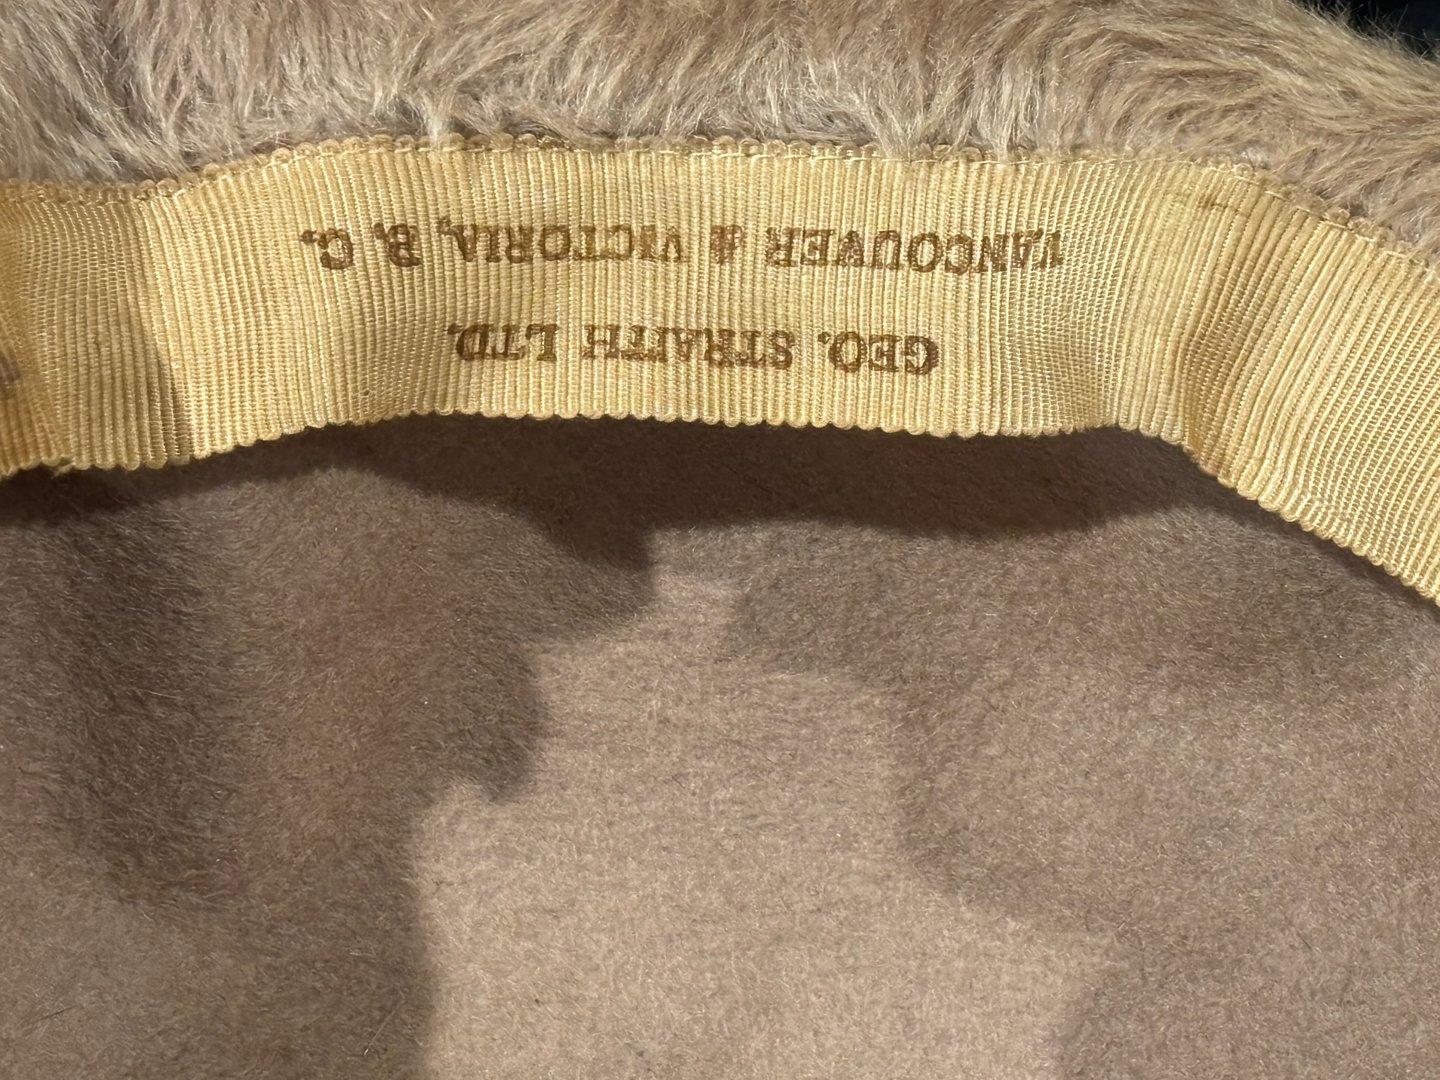 GEO. STRAITH LTD.
VANCOUVER & VICTORIA, B. C.